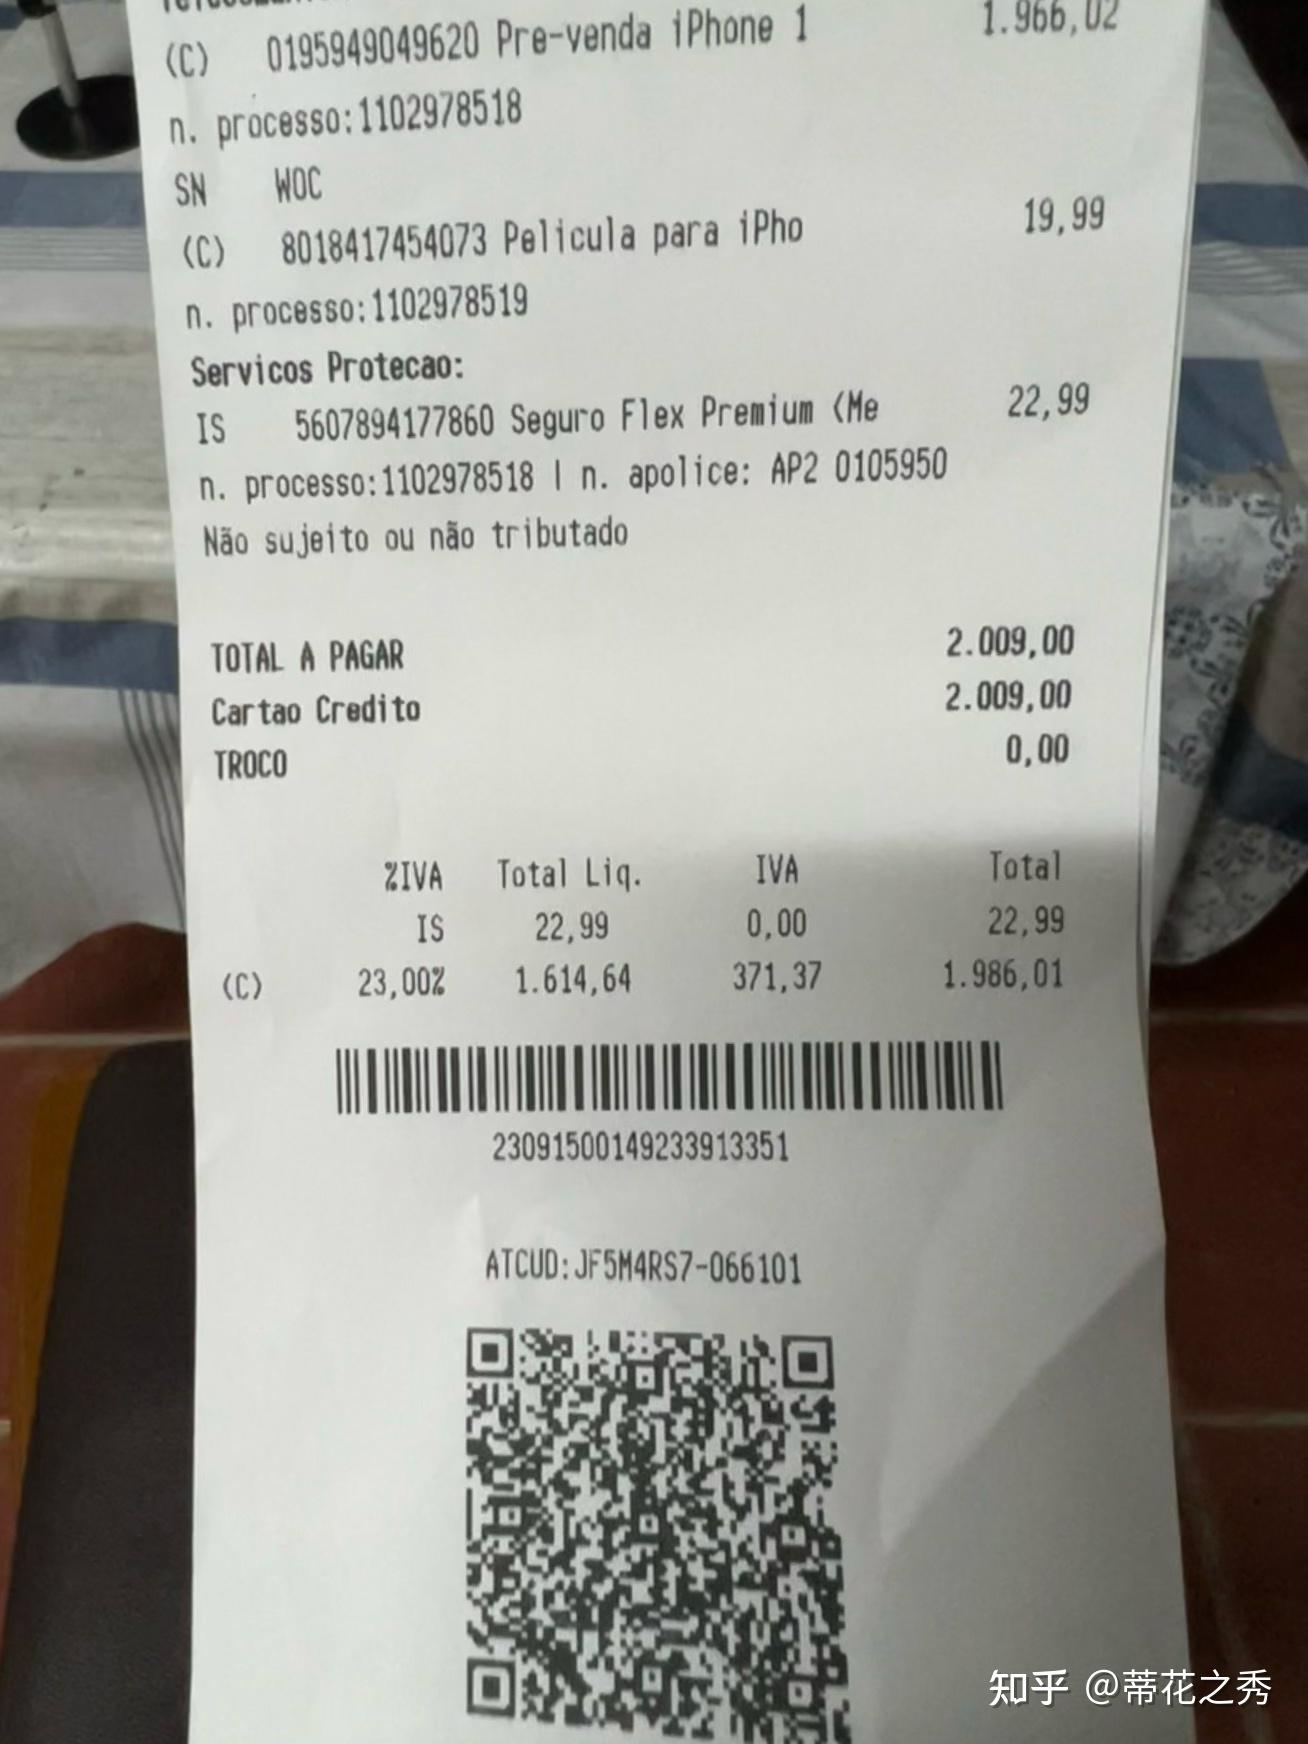 (C) 0195949049620 Pre-venda iPhone 1 1.966,02
n. processo:1102978518
SN WOC
(C) 8018417454073 Pelicula para iPho 19,99
n. processo:1102978519
Servicos Protecao:
IS 5607894177860 Seguro Flex Premium (Me 22,99
n. processo:1102978518 | n. apolice: AP2 0105950
Não sujeito ou não tributado
TOTAL A PAGAR 2.009,00
Cartao Credito 2.009,00
TROCO 0,00
%IVA Total Liq. IVA Total
IS 22,99 0,00 22,99
(C) 23,00% 1.614,64 371,37 1.986,01
23091500149233913351
ATCUD:JF5M4RS7-066101
知乎 @蒂花之秀